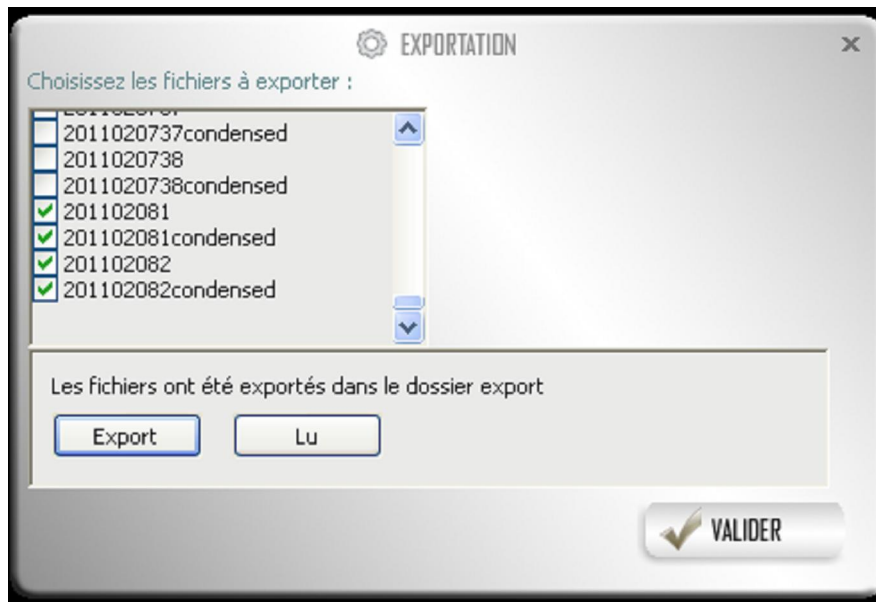 EXPORTATION
Choisissez les fichiers à exporter :
2011020737condensed
2011020738
2011020738condensed
201102081
201102081condensed
201102082
201102082condensed
Les fichiers ont été exportés dans le dossier export
Export Lu
VALIDER